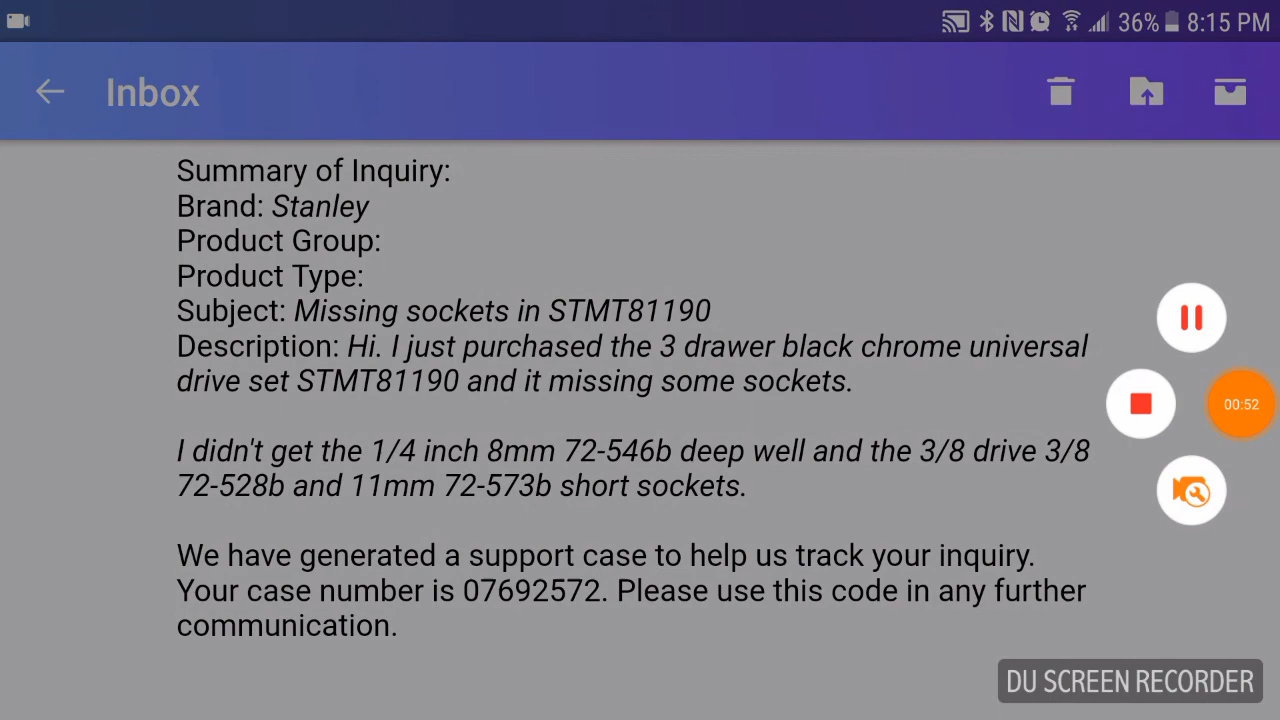 36% 8:15 PM
Inbox
Summary of Inquiry:
Brand: Stanley
Product Group:
Product Type:
Subject: Missing sockets in STMT81190
Description: Hi. I just purchased the 3 drawer black chrome universal
drive set STMT81190 and it missing some sockets.
I didn't get the 1/4 inch 8mm 72-546b deep well and the 3/8 drive 3/8
72-528b and 11mm 72-573b short sockets.
00:52
We have generated a support case to help us track your inquiry.
Your case number is 07692572. Please use this code in any further
communication.
DU SCREEN RECORDER